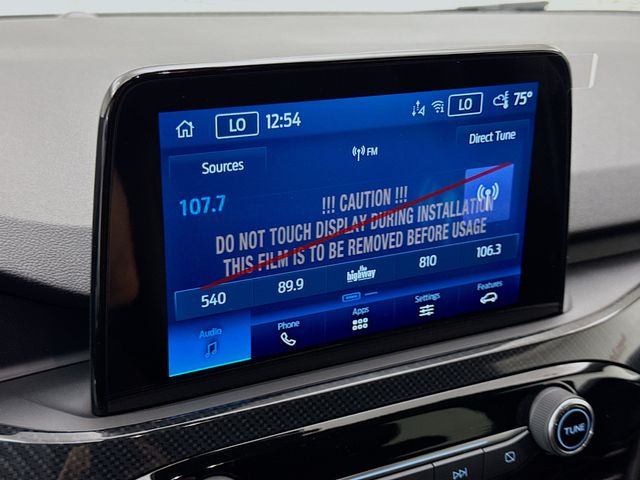 LO 12:54 LO 75°
Sources FM Direct Tune
107.7
!!! CAUTION !!!
DO NOT TOUCH DISPLAY DURING INSTALLATION
THIS FILM IS TO BE REMOVED BEFORE USAGE
540 89.9 the highway 810 106.3
Audio Phone Apps Settings Features
TUNE